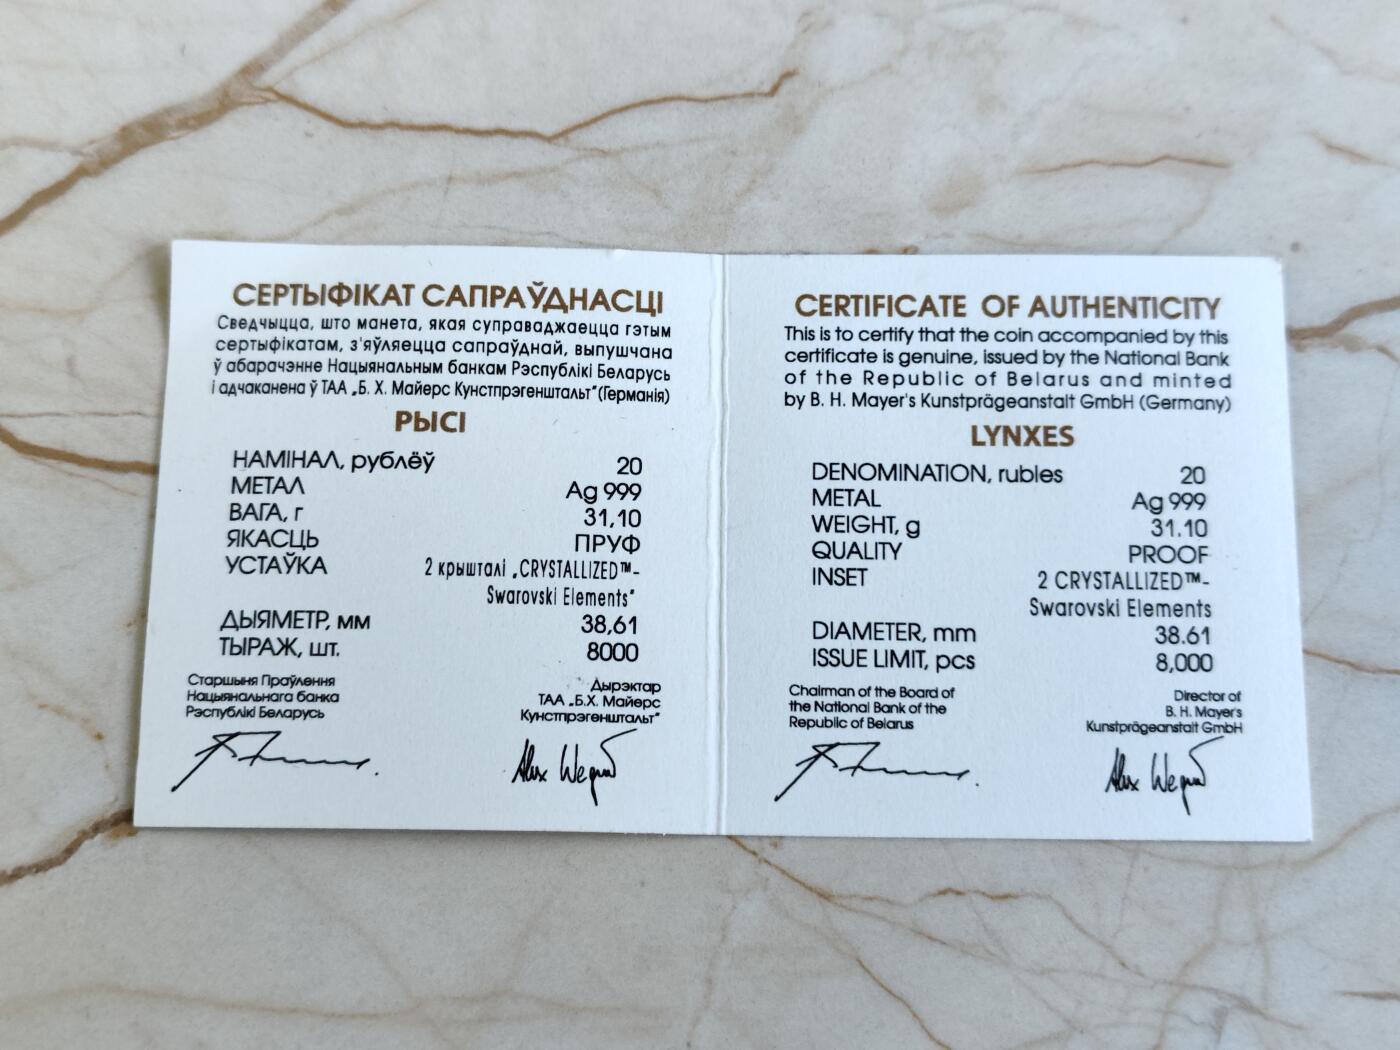 СЕРТЫФІКАТ САПРАЎДНАСЦІ
Сведчыцца, што манета, якая суправаджаецца гэтым
сертыфікатам, з'яўляецца сапраўднай, выпушчана
ў абарачэнне Нацыянальным банкам Рэспублікі Беларусь
і адчаканена ў ТАА „Б. Х. Майерс Кунстпрэгенштальт“ (Германія)
РЫСІ
НАМІНАЛ, рублёў 20
МЕТАЛ Ag 999
ВАГА, г 31,10
ЯКАСЦЬ ПРУФ
УСТАЎКА 2 крышталі „CRYSTALLIZED™-
Swarovski Elements“
ДЫЯМЕТР, мм 38,61
ТЫРАЖ, шт. 8000
Старшыня Праўлення
Нацыянальнага банка
Рэспублікі Беларусь
Дырэктар
ТАА „Б.Х. Майерс
Кунстпрэгенштальт“
Alex Wegner
CERTIFICATE OF AUTHENTICITY
This is to certify that the coin accompanied by this
certificate is genuine, issued by the National Bank
of the Republic of Belarus and minted
by B. H. Mayer's Kunstprägeanstalt GmbH (Germany)
LYNXES
DENOMINATION, rubles 20
METAL Ag 999
WEIGHT, g 31.10
QUALITY PROOF
INSET 2 CRYSTALLIZED™-
Swarovski Elements
DIAMETER, mm 38.61
ISSUE LIMIT, pcs 8,000
Chairman of the Board of
the National Bank of the
Republic of Belarus
Director of
B. H. Mayer's
Kunstprägeanstalt GmbH
Alex Wegner